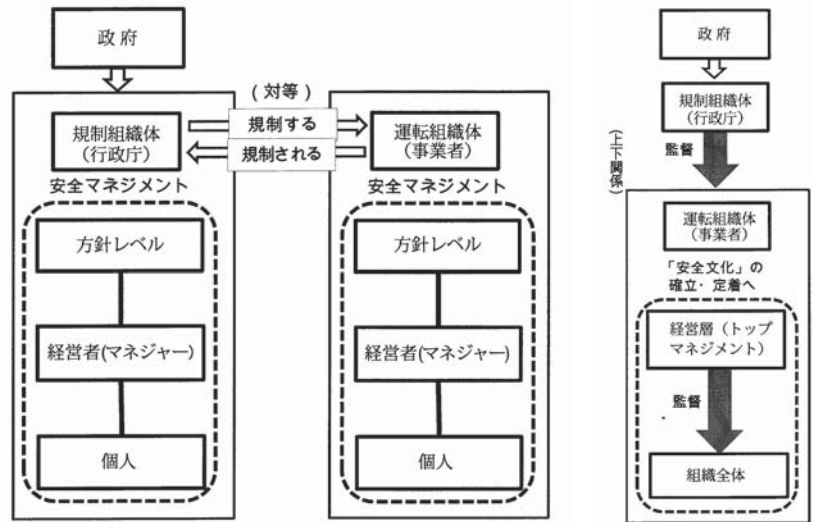 政府
(対等)
規制組織体
(行政庁)
規制する
規制される
運転組織体
(事業者)
安全マネジメント
方針レベル
経営者(マネジャー)
個人
安全マネジメント
方針レベル
経営者(マネジャー)
個人
政府
規制組織体
(行政庁)
監督
(上下関係)
運転組織体
(事業者)
「安全文化」の
確立・定着へ
経営層(トップ
マネジメント)
監督
組織全体